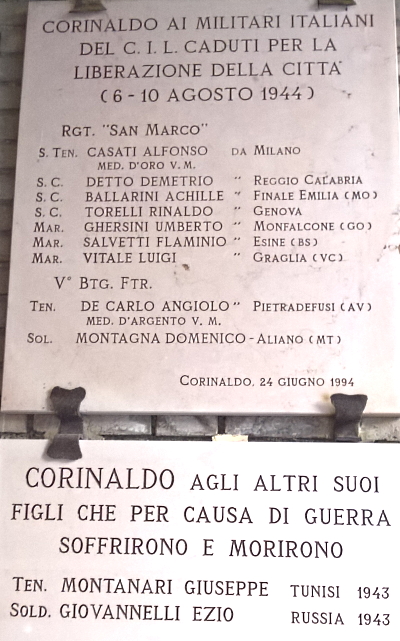 CORINALDO AI MILITARI ITALIANI
DEL C. I. L. CADUTI PER LA
LIBERAZIONE DELLA CITTA'
(6-10 AGOSTO 1944)
RGT. "SAN MARCO"
S. TEN. CASATI ALFONSO DA MILANO
MED. D'ORO V. M.
S. C. DETTO DEMETRIO " REGGIO CALABRIA
S. C. BALLARINI ACHILLE " FINALE EMILIA (MO)
S. C. TORELLI RINALDO " GENOVA
MAR. GHERSINI UMBERTO " MONFALCONE (GO)
MAR. SALVETTI FLAMINIO " ESINE (BS)
MAR. VITALE LUIGI " GRAGLIA (VC)
V° BTG. FTR.
TEN. DE CARLO ANGIOLO " PIETRADEFUSI (AV)
MED. D'ARGENTO V. M.
SOL. MONTAGNA DOMENICO - ALIANO (MT)
CORINALDO, 24 GIUGNO 1994
CORINALDO AGLI ALTRI SUOI
FIGLI CHE PER CAUSA DI GUERRA
SOFFRIRONO E MORIRONO
TEN. MONTANARI GIUSEPPE TUNISI 1943
SOLD. GIOVANNELLI EZIO RUSSIA 1943